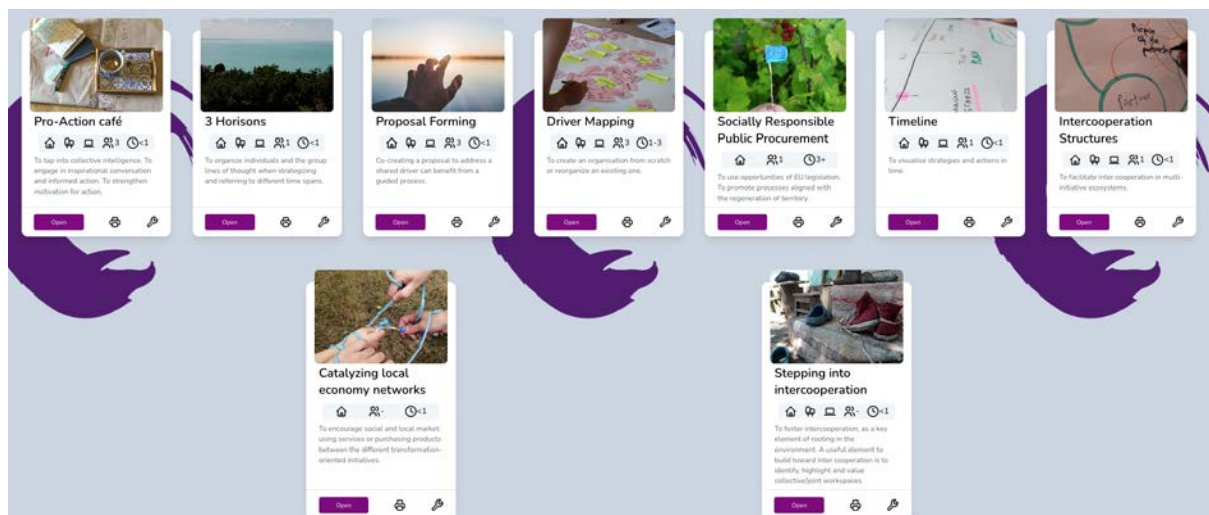 Pro-Action café
3
<1
To tap into collective intelligence. To
engage in inspirational conversation
and informed action. To strengthen
motivation for action.
Open
3 Horisons
1
<1
To organize individuals and the group
lines of thought when strategizing
and referring to different time spans.
Open
Proposal Forming
3
<1
Co-creating a proposal to address a
shared driver can benefit from a
guided process.
Open
Driver Mapping
3
1-3
To create an organisation from scratch
or reorganize an existing one.
Open
Socially Responsible
Public Procurement
1
3+
To use opportunities of EU legislation.
To promote processes aligned with
the regeneration of territory.
Open
Timeline
1
<1
To visualise strategies and actions in
time.
Open
Purpose
of the
partnership
Partner
Intercooperation
Structures
1
<1
To facilitate inter cooperation in multi-
initiative ecosystems.
Open
Catalyzing local
economy networks
-
<1
To encourage social and local market:
using services or purchasing products
between the different transformation-
oriented initiatives.
Open
Stepping into
intercooperation
-
<1
To foster intercooperation, as a key
element of rooting in the
environment. A useful element to
build toward inter cooperation is to
identify, highlight and value
collective/joint workspaces.
Open